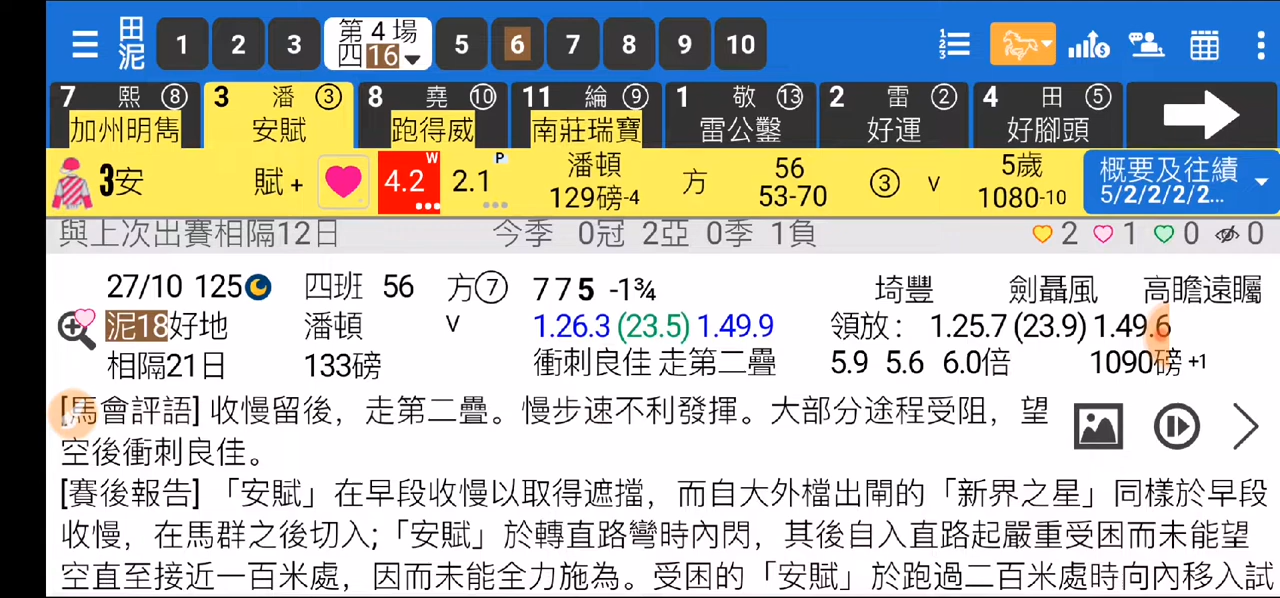 田泥 1 2 3 第4場 四16 5 6 7 8 9 10
7 熙 ⑧ 3 潘 ③ 8 堯 ⑩ 11 綸 ⑨ 1 敬 ⑬ 2 雷 ② 4 田 ⑤
加州明雋 安賦 跑得威 南莊瑞寶 雷公鑿 好運 好腳頭
3安賦+ 4.2 W 2.1 P 潘頓 129磅-4 方 56 53-70 ③ v 5歲 1080-10 概要及往績 5/2/2/2/2...
與上次出賽相隔12日 今季 0冠 2亞 0季 1負 2 1 0 0
27/10 125 四班 56 方⑦ 7 7 5 -1¾ 埼豐 劍聶風 高瞻遠矚
泥18好地 潘頓 v 1.26.3 (23.5) 1.49.9 領放： 1.25.7 (23.9) 1.49.6
相隔21日 133磅 衝刺良佳 走第二疊 5.9 5.6 6.0倍 1090磅 +1
[馬會評語] 收慢留後，走第二疊。慢步速不利發揮。大部分途程受阻，望
空後衝刺良佳。
[賽後報告] 「安賦」在早段收慢以取得遮擋，而自大外檔出閘的「新界之星」同樣於早段
收慢，在馬群之後切入;「安賦」於轉直路彎時內閃，其後自入直路起嚴重受困而未能望
空直至接近一百米處，因而未能全力施為。受困的「安賦」於跑過二百米處時向內移入試